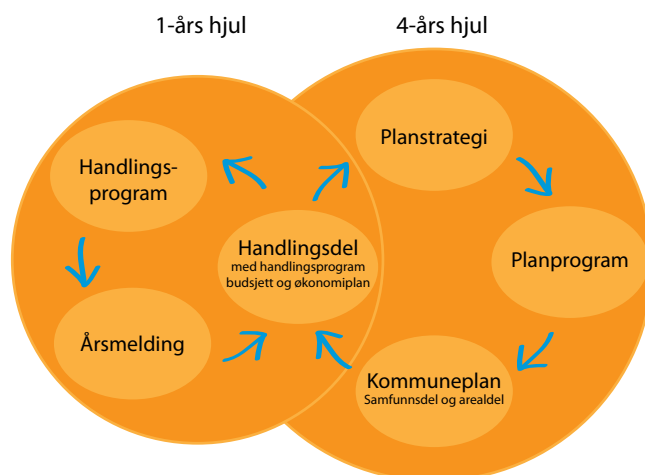 1-års hjul
4-års hjul
Handlings-
program
Årsmelding
Handlingsdel
med handlingsprogram
budsjett og økonomiplan
Planstrategi
Planprogram
Kommuneplan
Samfunnsdel og arealdel